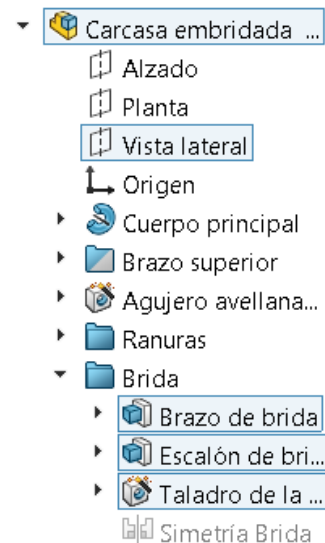 Carcasa embridada ...
Alzado
Planta
Vista lateral
Origen
Cuerpo principal
Brazo superior
Agujero avellana...
Ranuras
Brida
Brazo de brida
Escalón de bri...
Taladro de la ...
Simetría Brida